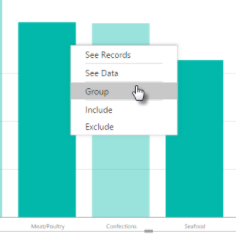 See Records
See Data
Group
Include
Exclude
Meat/Poultry Confections Seafood